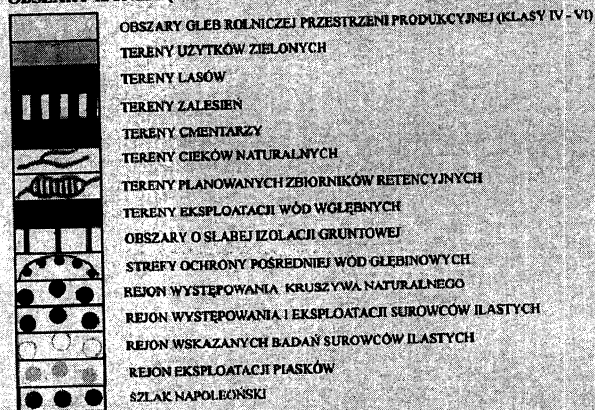 OBSZARY GLEB ROLNICZEJ PRZESTRZENI PRODUKCYJNEJ (KLASY IV - VI)
TERENY UŻYTKÓW ZIELONYCH
TERENY LASÓW
TERENY ZALESIEŃ
TERENY CMENTARZY
TERENY CIEKÓW NATURALNYCH
TERENY PLANOWANYCH ZBIORNIKÓW RETENCYJNYCH
TERENY EKSPLOATACJI WÓD WGŁĘBNYCH
OBSZARY O SŁABEJ IZOLACJI GRUNTOWEJ
STREFY OCHRONY POŚREDNIEJ WÓD GŁĘBINOWYCH
REJON WYSTĘPOWANIA KRUSZYWA NATURALNEGO
REJON WYSTĘPOWANIA I EKSPLOATACJI SUROWCÓW ILASTYCH
REJON WSKAZANYCH BADAŃ SUROWCÓW ILASTYCH
REJON EKSPLOATACJI PIASKÓW
SZLAK NAPOLEOŃSKI